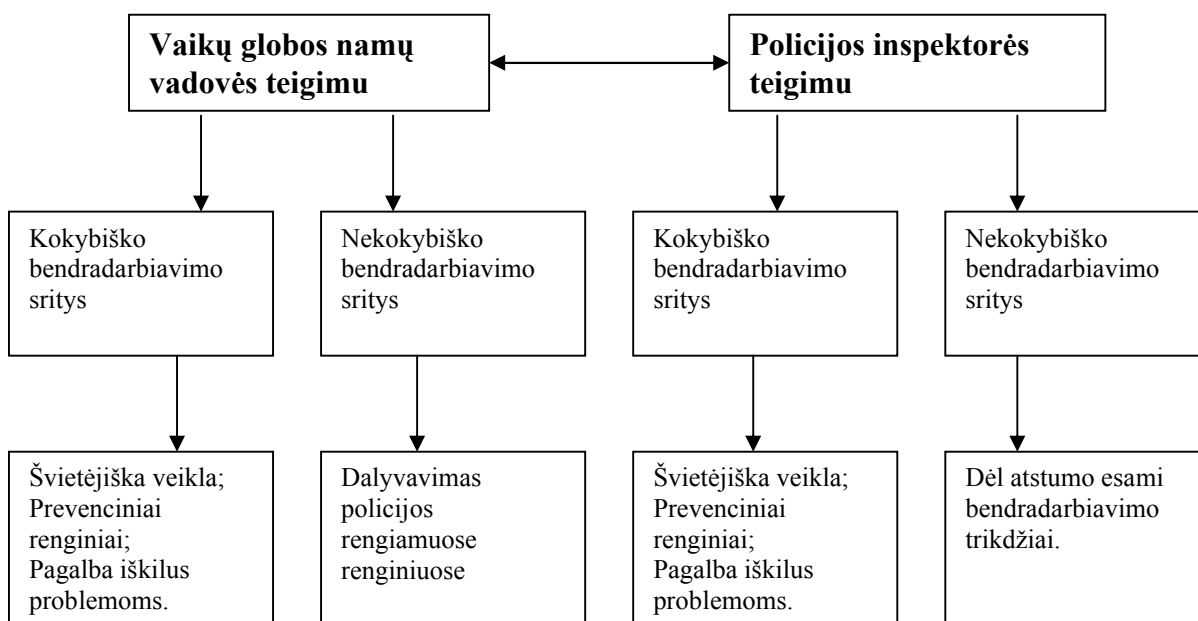 Vaikų globos namų
vadovės teigimu
Policijos inspektorės
teigimu
Kokybiško
bendradarbiavimo
sritys
Nekokybiško
bendradarbiavimo
sritys
Kokybiško
bendradarbiavimo
sritys
Nekokybiško
bendradarbiavimo
sritys
Švietėjiška veikla;
Prevenciniai
renginiai;
Pagalba iškilus
problemoms.
Dalyvavimas
policijos
rengiamuose
renginiuose
Švietėjiška veikla;
Prevenciniai
renginiai;
Pagalba iškilus
problemoms.
Dėl atstumo esami
bendradarbiavimo
trikdžiai.